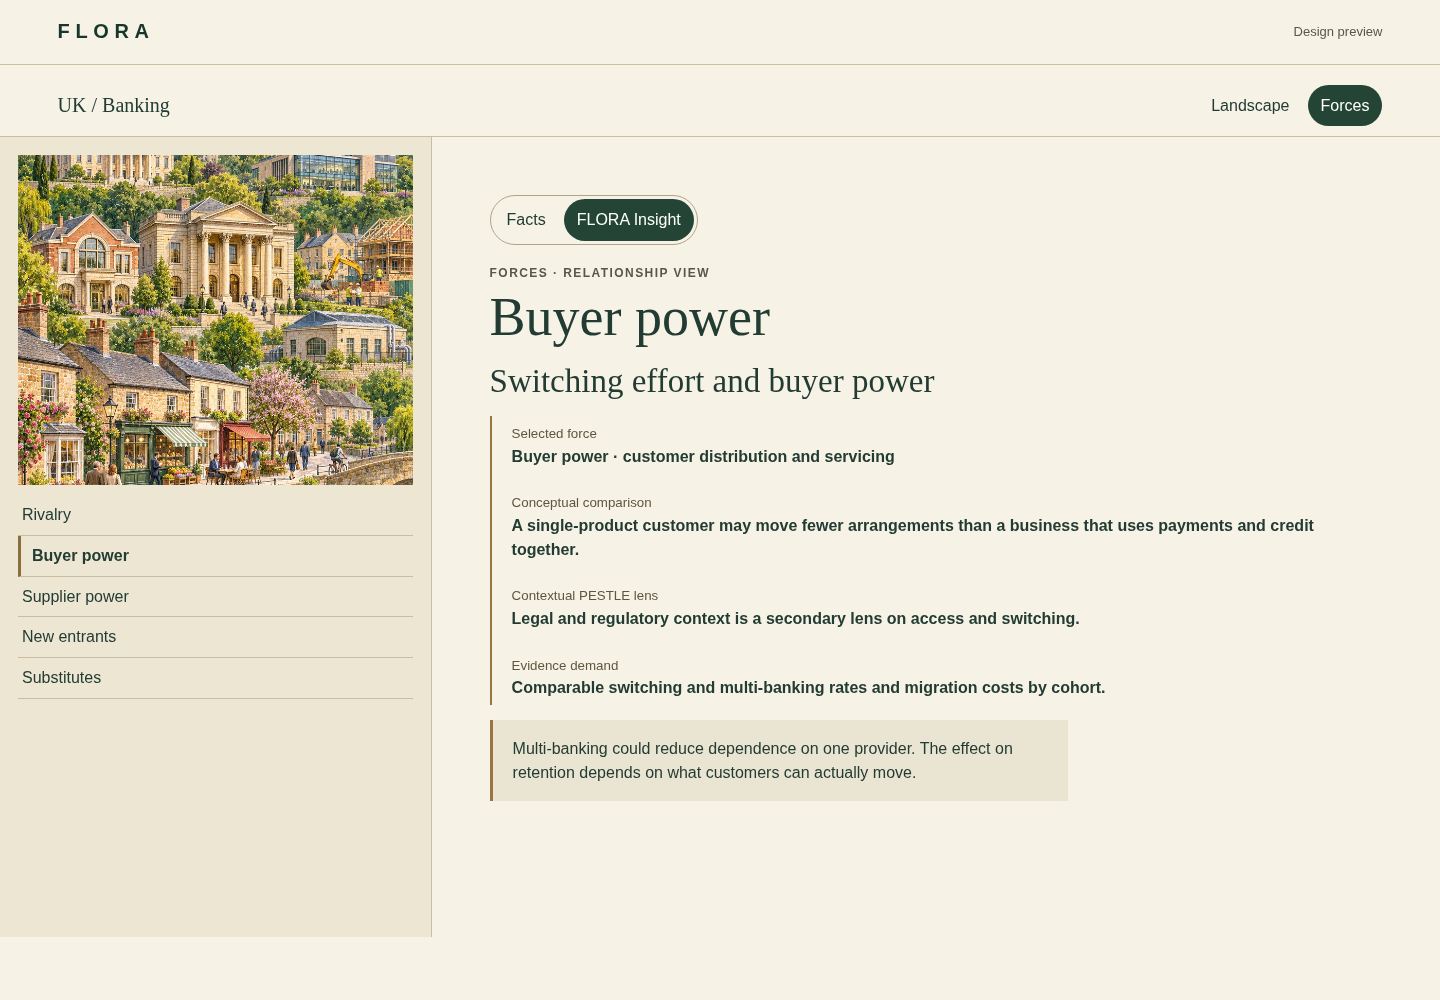 FLORA
Design preview
UK / Banking
Landscape
Forces
Rivalry
Buyer power
Supplier power
New entrants
Substitutes
Facts
FLORA Insight
FORCES · RELATIONSHIP VIEW
Buyer power
Switching effort and buyer power
Selected force
Buyer power · customer distribution and servicing
Conceptual comparison
A single-product customer may move fewer arrangements than a business that uses payments and credit
together.
Contextual PESTLE lens
Legal and regulatory context is a secondary lens on access and switching.
Evidence demand
Comparable switching and multi-banking rates and migration costs by cohort.
Multi-banking could reduce dependence on one provider. The effect on
retention depends on what customers can actually move.